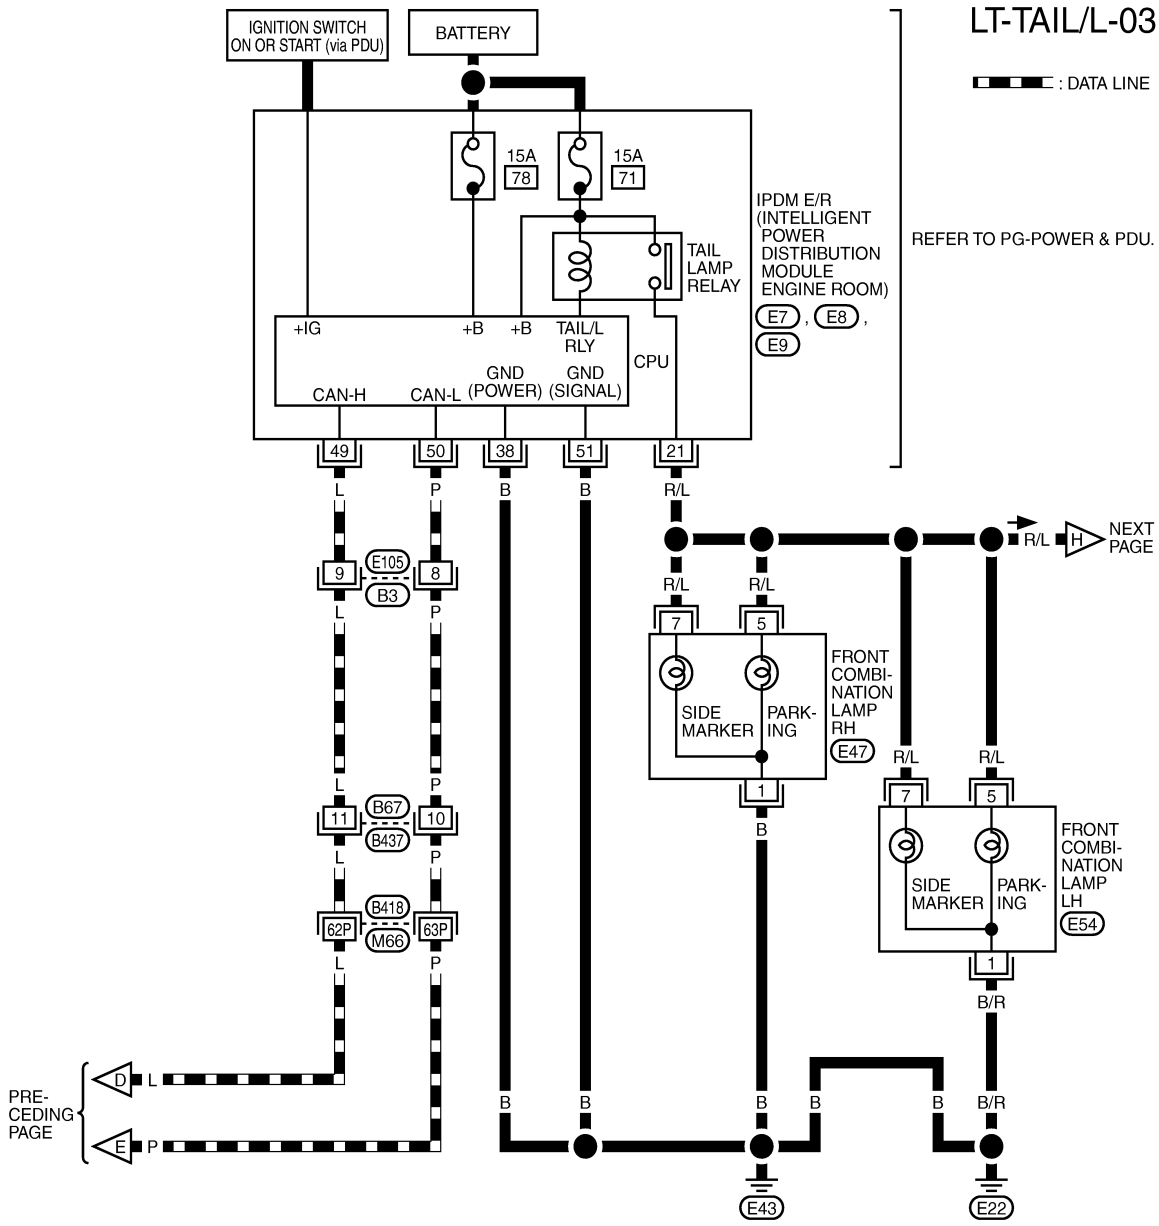 LT-TAIL/L-03
IGNITION SWITCH
ON OR START (via PDU)
BATTERY
: DATA LINE
15A
78
15A
71
IPDM E/R
(INTELLIGENT
POWER
DISTRIBUTION
MODULE
ENGINE ROOM)
E7 , E8 ,
E9
REFER TO PG-POWER & PDU.
TAIL
LAMP
RELAY
+IG
+B
+B
TAIL/L
RLY
CPU
CAN-H
CAN-L
GND
(POWER)
GND
(SIGNAL)
49
50
38
51
21
L
P
B
B
R/L
R/L
H
NEXT
PAGE
9
E105
B3
8
L
P
R/L
R/L
7
5
SIDE
MARKER
PARK-
ING
FRONT
COMBI-
NATION
LAMP
RH
E47
1
B
R/L
R/L
7
5
SIDE
MARKER
PARK-
ING
FRONT
COMBI-
NATION
LAMP
LH
E54
1
B/R
L
P
11
B67
B437
10
L
P
62P
B418
M66
63P
L
P
PRE-
CEDING
PAGE
D
L
E
P
B
B
B
B
B
B/R
E43
E22